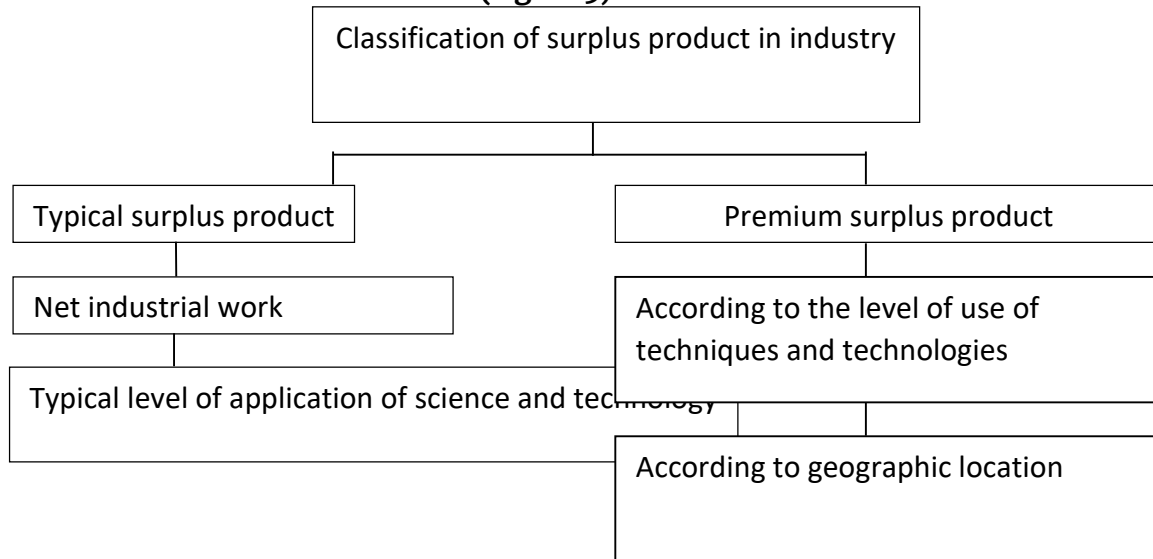 Classification of surplus product in industry
Typical surplus product
Premium surplus product
Net industrial work
According to the level of use of
techniques and technologies
Typical level of application of science and technology
According to geographic location